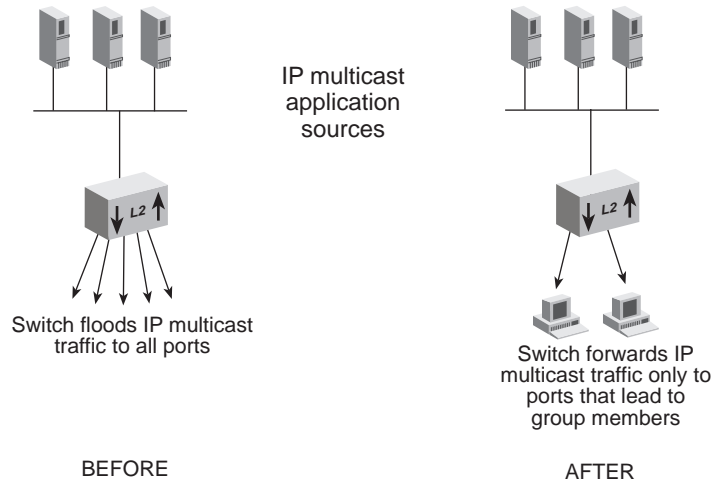 IP multicast
application
sources
L2
L2
Switch floods IP multicast
traffic to all ports
Switch forwards IP
multicast traffic only to
ports that lead to
group members
BEFORE
AFTER